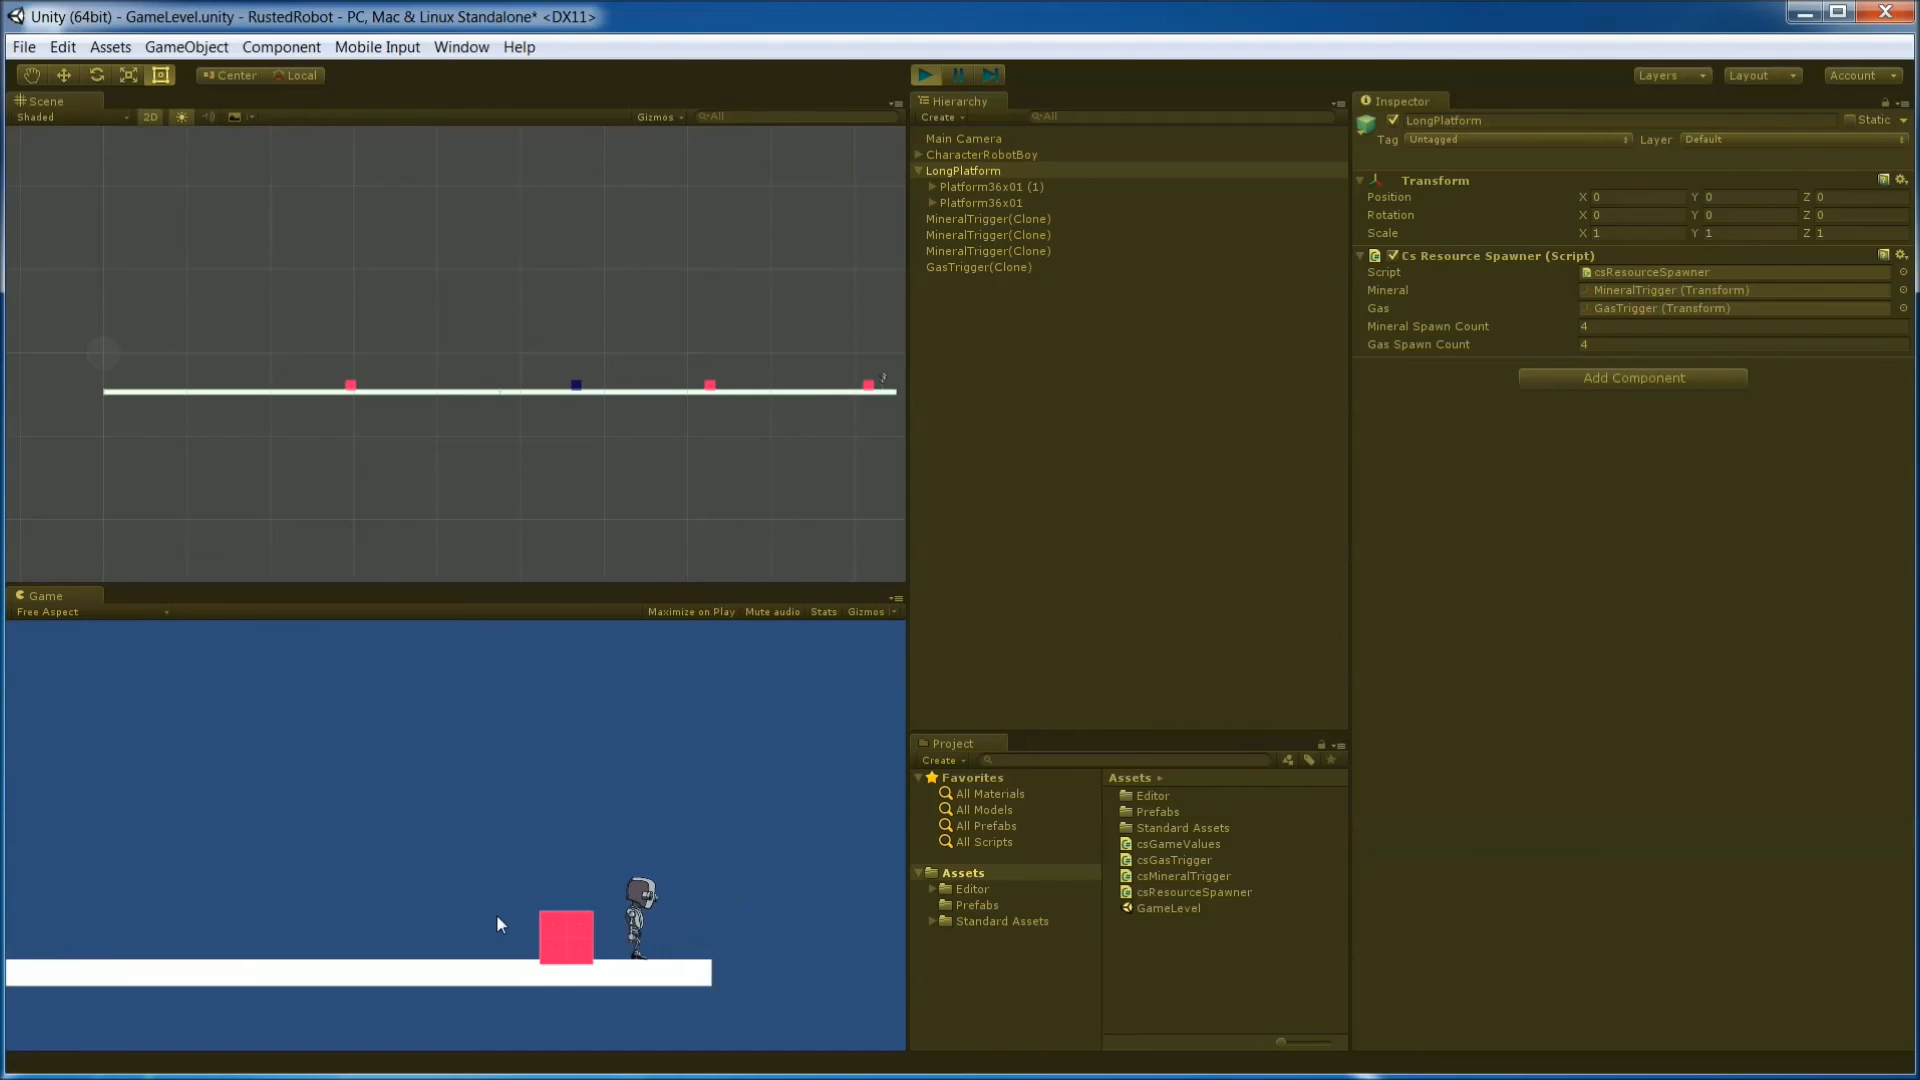 Unity (64bit) - GameLevel.unity - RustedRobot - PC, Mac & Linux Standalone* <DX11>
File Edit Assets GameObject Component Mobile Input Window Help
Center Local
Layers Layout Account
Scene
Shaded 2D Gizmos All
Hierarchy
Create All
Main Camera
CharacterRobotBoy
LongPlatform
Platform36x01 (1)
Platform36x01
MineralTrigger(Clone)
MineralTrigger(Clone)
MineralTrigger(Clone)
GasTrigger(Clone)
Inspector
LongPlatform Static
Tag Untagged Layer Default
Transform
Position X 0 Y 0 Z 0
Rotation X 0 Y 0 Z 0
Scale X 1 Y 1 Z 1
Cs Resource Spawner (Script)
Script csResourceSpawner
Mineral MineralTrigger (Transform)
Gas GasTrigger (Transform)
Mineral Spawn Count 4
Gas Spawn Count 4
Add Component
Game
Free Aspect Maximize on Play Mute audio Stats Gizmos
Project
Create
Favorites
All Materials
All Models
All Prefabs
All Scripts
Assets
Editor
Prefabs
Standard Assets
Assets
Editor
Prefabs
Standard Assets
csGameValues
csGasTrigger
csMineralTrigger
csResourceSpawner
GameLevel